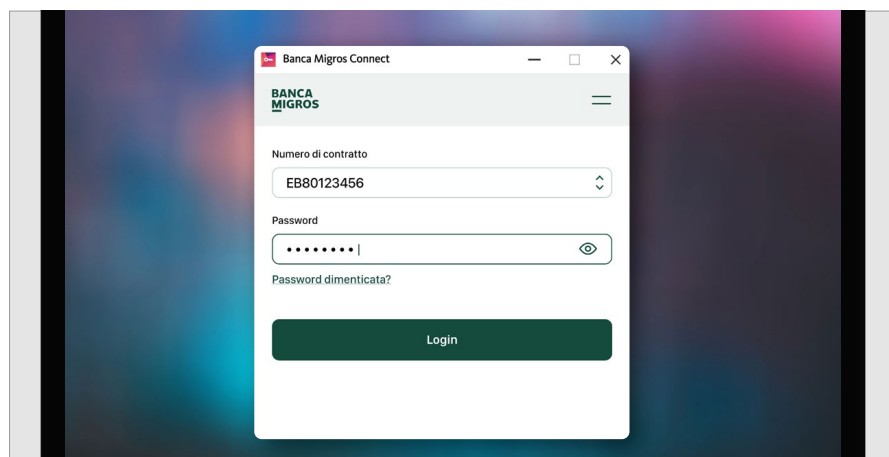 Banca Migros Connect
BANCA
MIGROS
Numero di contratto
EB80123456
Password
••••••••
Password dimenticata?
Login